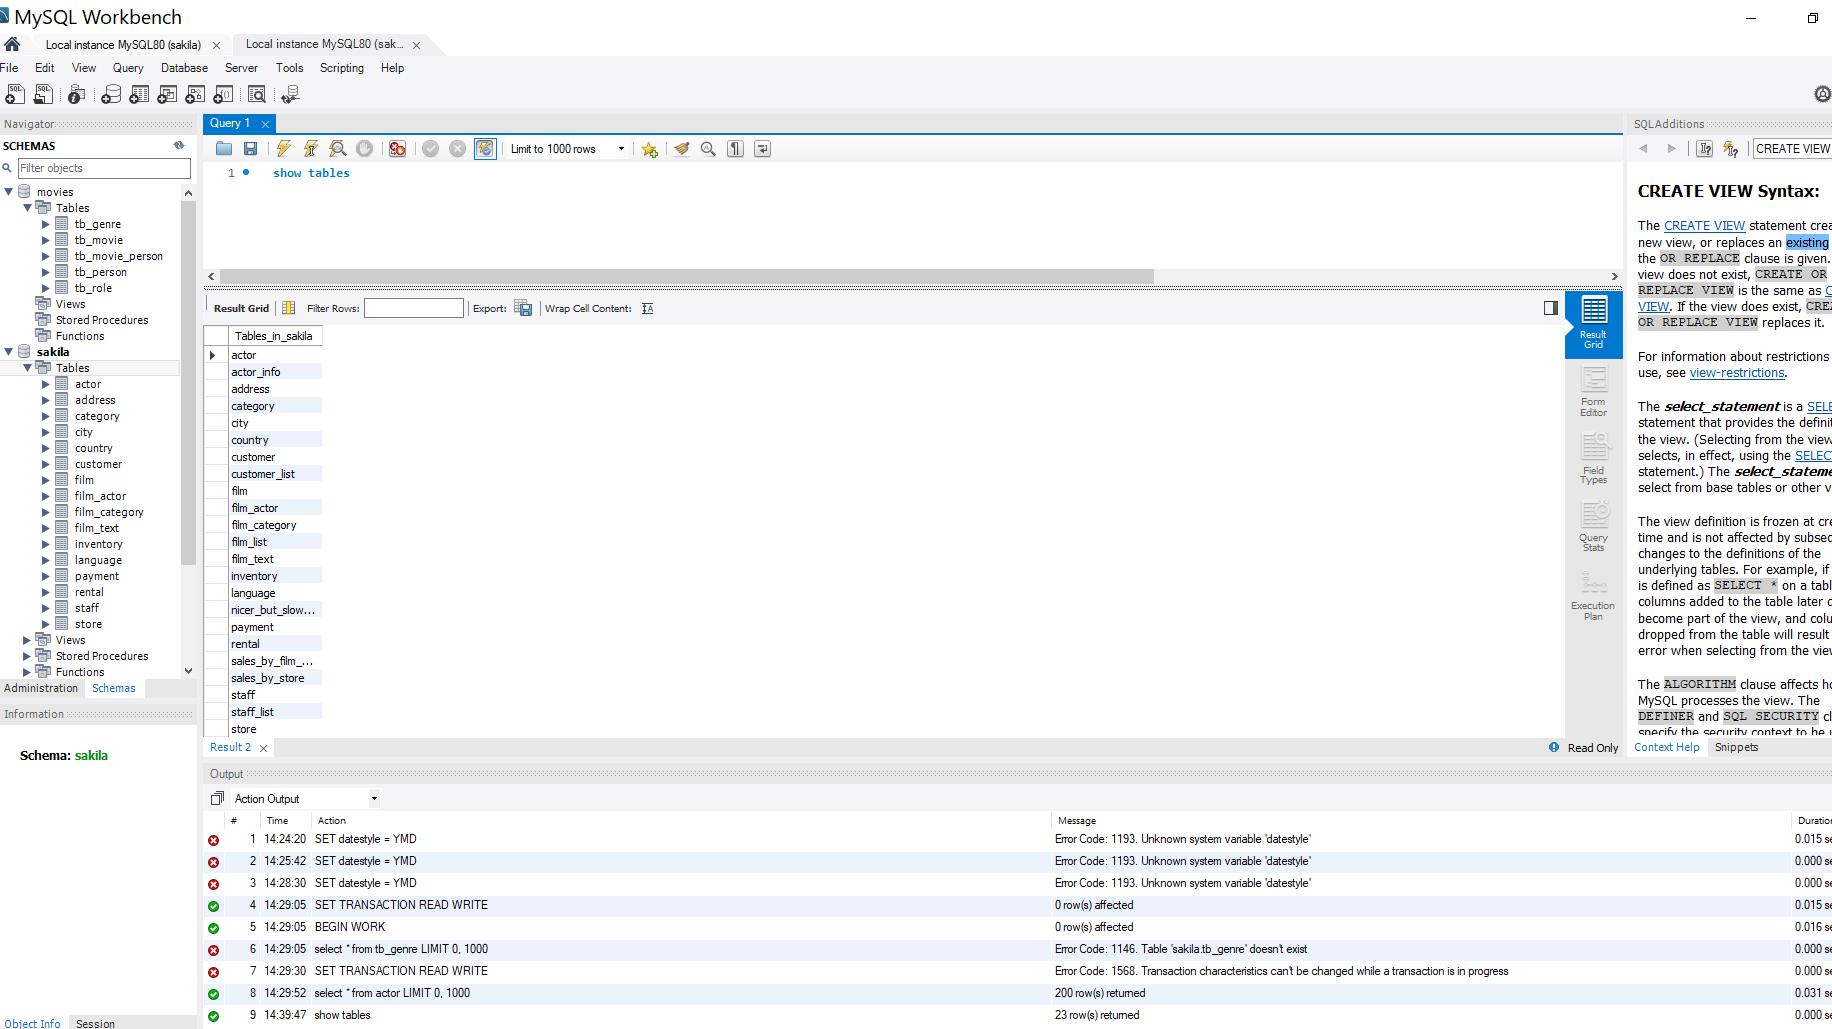 MySQL Workbench
Local instance MySQL80 (sakila)
Local instance MySQL80 (sak...
File Edit View Query Database Server Tools Scripting Help
Navigator
SCHEMAS
Filter objects
movies
Tables
tb_genre
tb_movie
tb_movie_person
tb_person
tb_role
Views
Stored Procedures
Functions
sakila
Tables
actor
address
category
city
country
customer
film
film_actor
film_category
film_text
inventory
language
payment
rental
staff
store
Views
Stored Procedures
Functions
Administration Schemas
Information
Schema: sakila
Object Info Session
Query 1
Limit to 1000 rows
1 show tables
Result Grid Filter Rows: Export: Wrap Cell Content:
Tables_in_sakila
actor
actor_info
address
category
city
country
customer
customer_list
film
film_actor
film_category
film_list
film_text
inventory
language
nicer_but_slow...
payment
rental
sales_by_film_...
sales_by_store
staff
staff_list
store
Result
Grid
Form
Editor
Field
Types
Query
Stats
Execution
Plan
Result 2
Read Only
SQLAdditions
CREATE VIEW
CREATE VIEW Syntax:
The CREATE VIEW statement crea
new view, or replaces an existing
the OR REPLACE clause is given.
view does not exist, CREATE OR
REPLACE VIEW is the same as C
VIEW. If the view does exist, CREA
OR REPLACE VIEW replaces it.
For information about restrictions
use, see view-restrictions.
The select_statement is a SELE
statement that provides the definit
the view. (Selecting from the view
selects, in effect, using the SELECT
statement.) The select_stateme
select from base tables or other v
The view definition is frozen at cre
time and is not affected by subsec
changes to the definitions of the
underlying tables. For example, if
is defined as SELECT * on a tabl
columns added to the table later d
become part of the view, and colu
dropped from the table will result
error when selecting from the view
The ALGORITHM clause affects ho
MySQL processes the view. The
DEFINER and SQL SECURITY cl
specify the security context to be u
Context Help Snippets
Output
Action Output
# Time Action Message Duration
1 14:24:20 SET datestyle = YMD Error Code: 1193. Unknown system variable 'datestyle' 0.015 se
2 14:25:42 SET datestyle = YMD Error Code: 1193. Unknown system variable 'datestyle' 0.000 se
3 14:28:30 SET datestyle = YMD Error Code: 1193. Unknown system variable 'datestyle' 0.000 se
4 14:29:05 SET TRANSACTION READ WRITE 0 row(s) affected 0.015 se
5 14:29:05 BEGIN WORK 0 row(s) affected 0.016 se
6 14:29:05 select * from tb_genre LIMIT 0, 1000 Error Code: 1146. Table 'sakila.tb_genre' doesn't exist 0.000 se
7 14:29:30 SET TRANSACTION READ WRITE Error Code: 1568. Transaction characteristics can't be changed while a transaction is in progress 0.000 se
8 14:29:52 select * from actor LIMIT 0, 1000 200 row(s) returned 0.031 se
9 14:39:47 show tables 23 row(s) returned 0.000 se